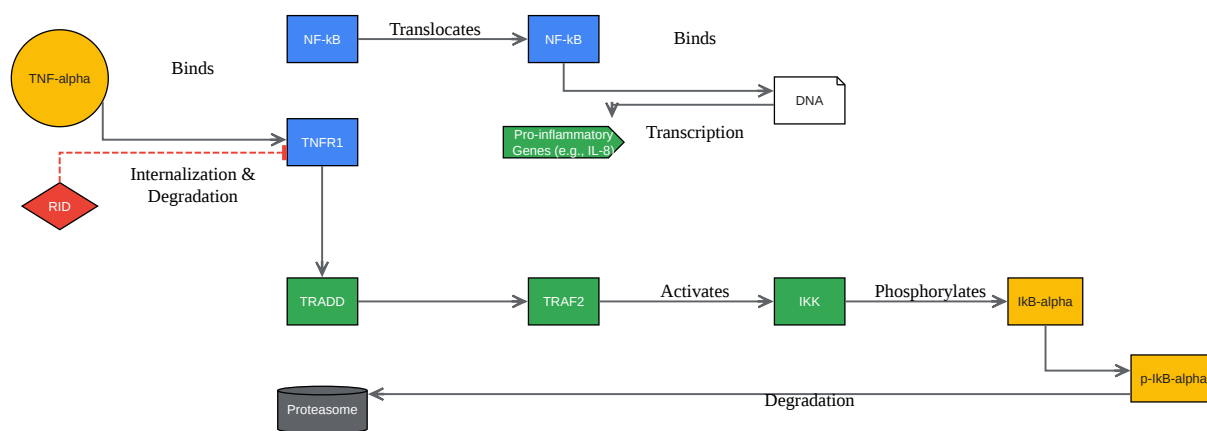 NF-kB
Translocates
NF-kB
Binds
Binds
TNF-alpha
DNA
Pro-inflammatory
Genes (e.g., IL-8)
Transcription
TNFR1
Internalization &
Degradation
RID
TRADD
TRAF2
Activates
IKK
Phosphorylates
IkB-alpha
p-IkB-alpha
Degradation
Proteasome